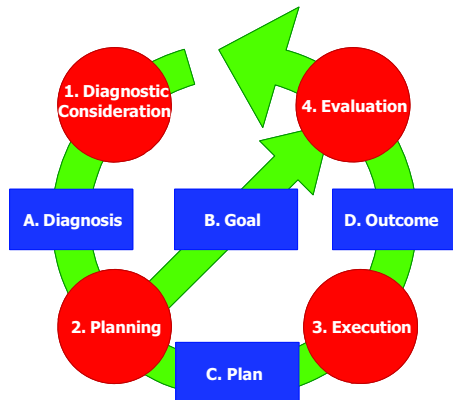 1. Diagnostic
Consideration
4. Evaluation
A. Diagnosis
B. Goal
D. Outcome
2. Planning
3. Execution
C. Plan